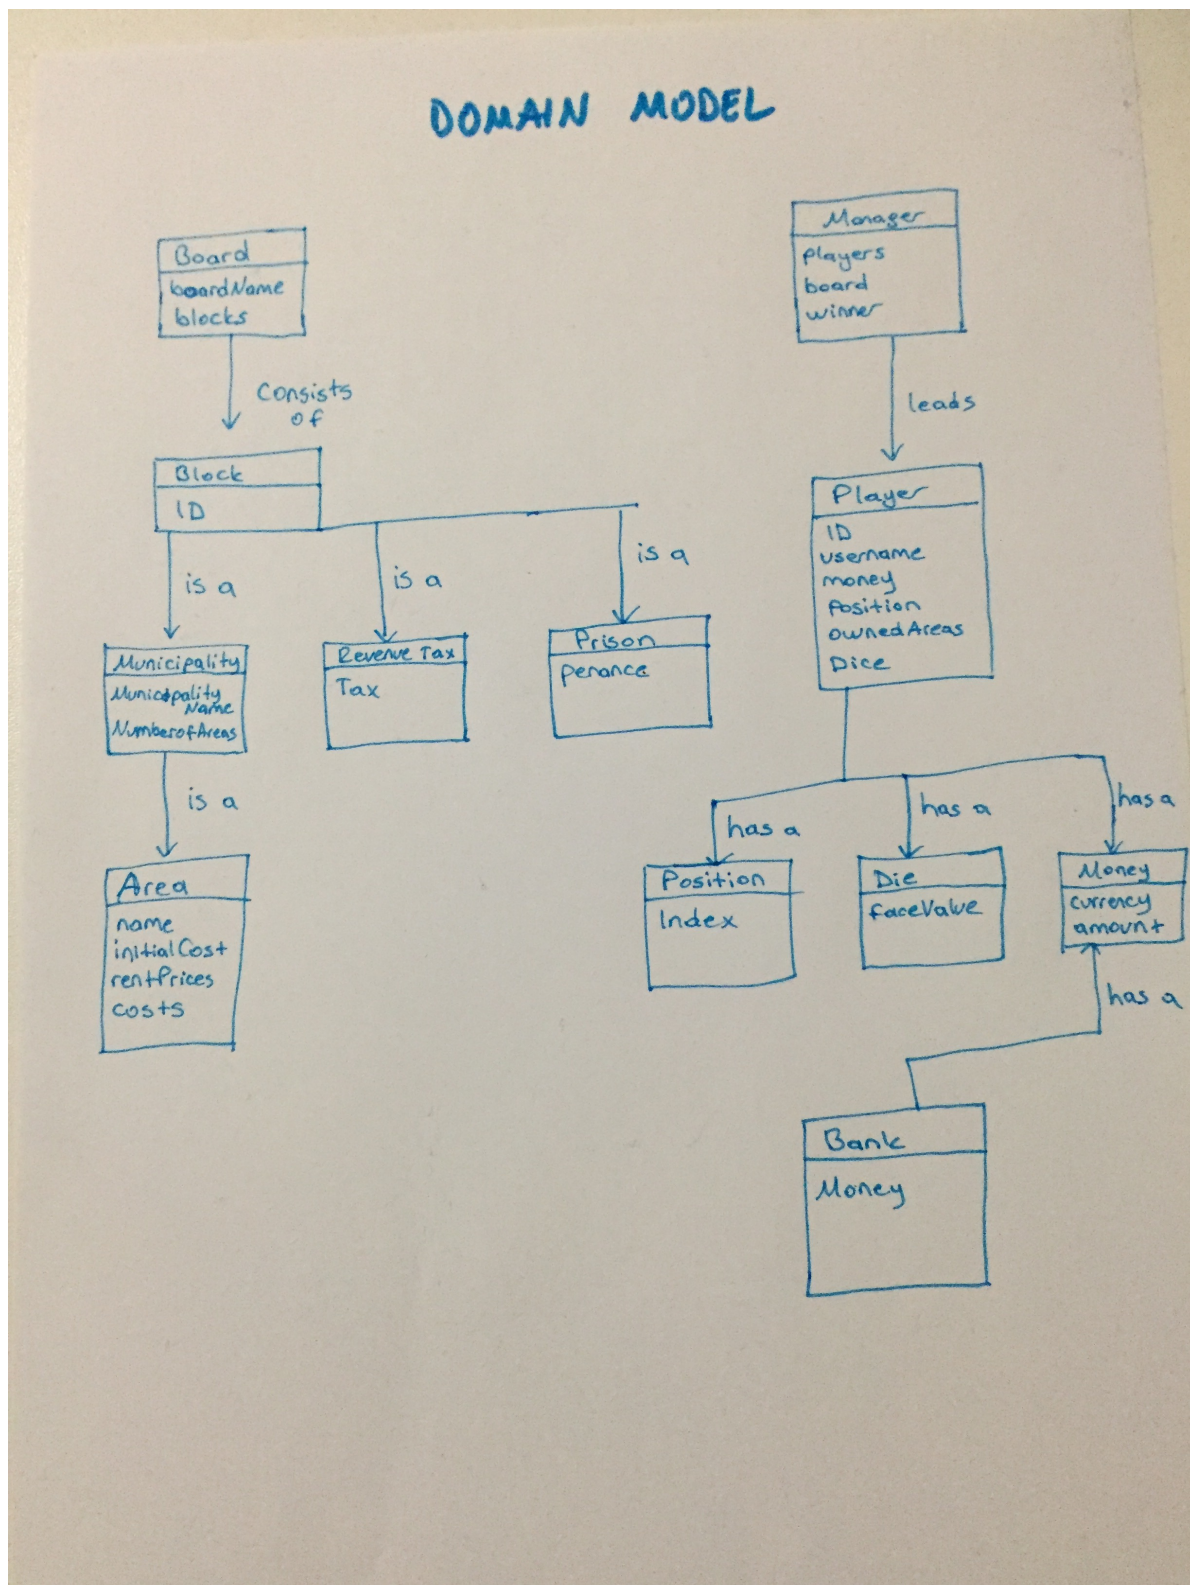 DOMAIN MODEL
Board
boardName
blocks
Consists
of
Block
ID
is a
is a
is a
Municipality
Municipality
Name
NumberofAreas
Revenue Tax
Tax
Prison
penance
is a
Area
name
initialCost
rentPrices
costs
Manager
players
board
winner
leads
Player
ID
username
money
Position
ownedAreas
Dice
has a
has a
has a
Position
Index
Die
faceValue
Money
currency
amount
has a
Bank
Money